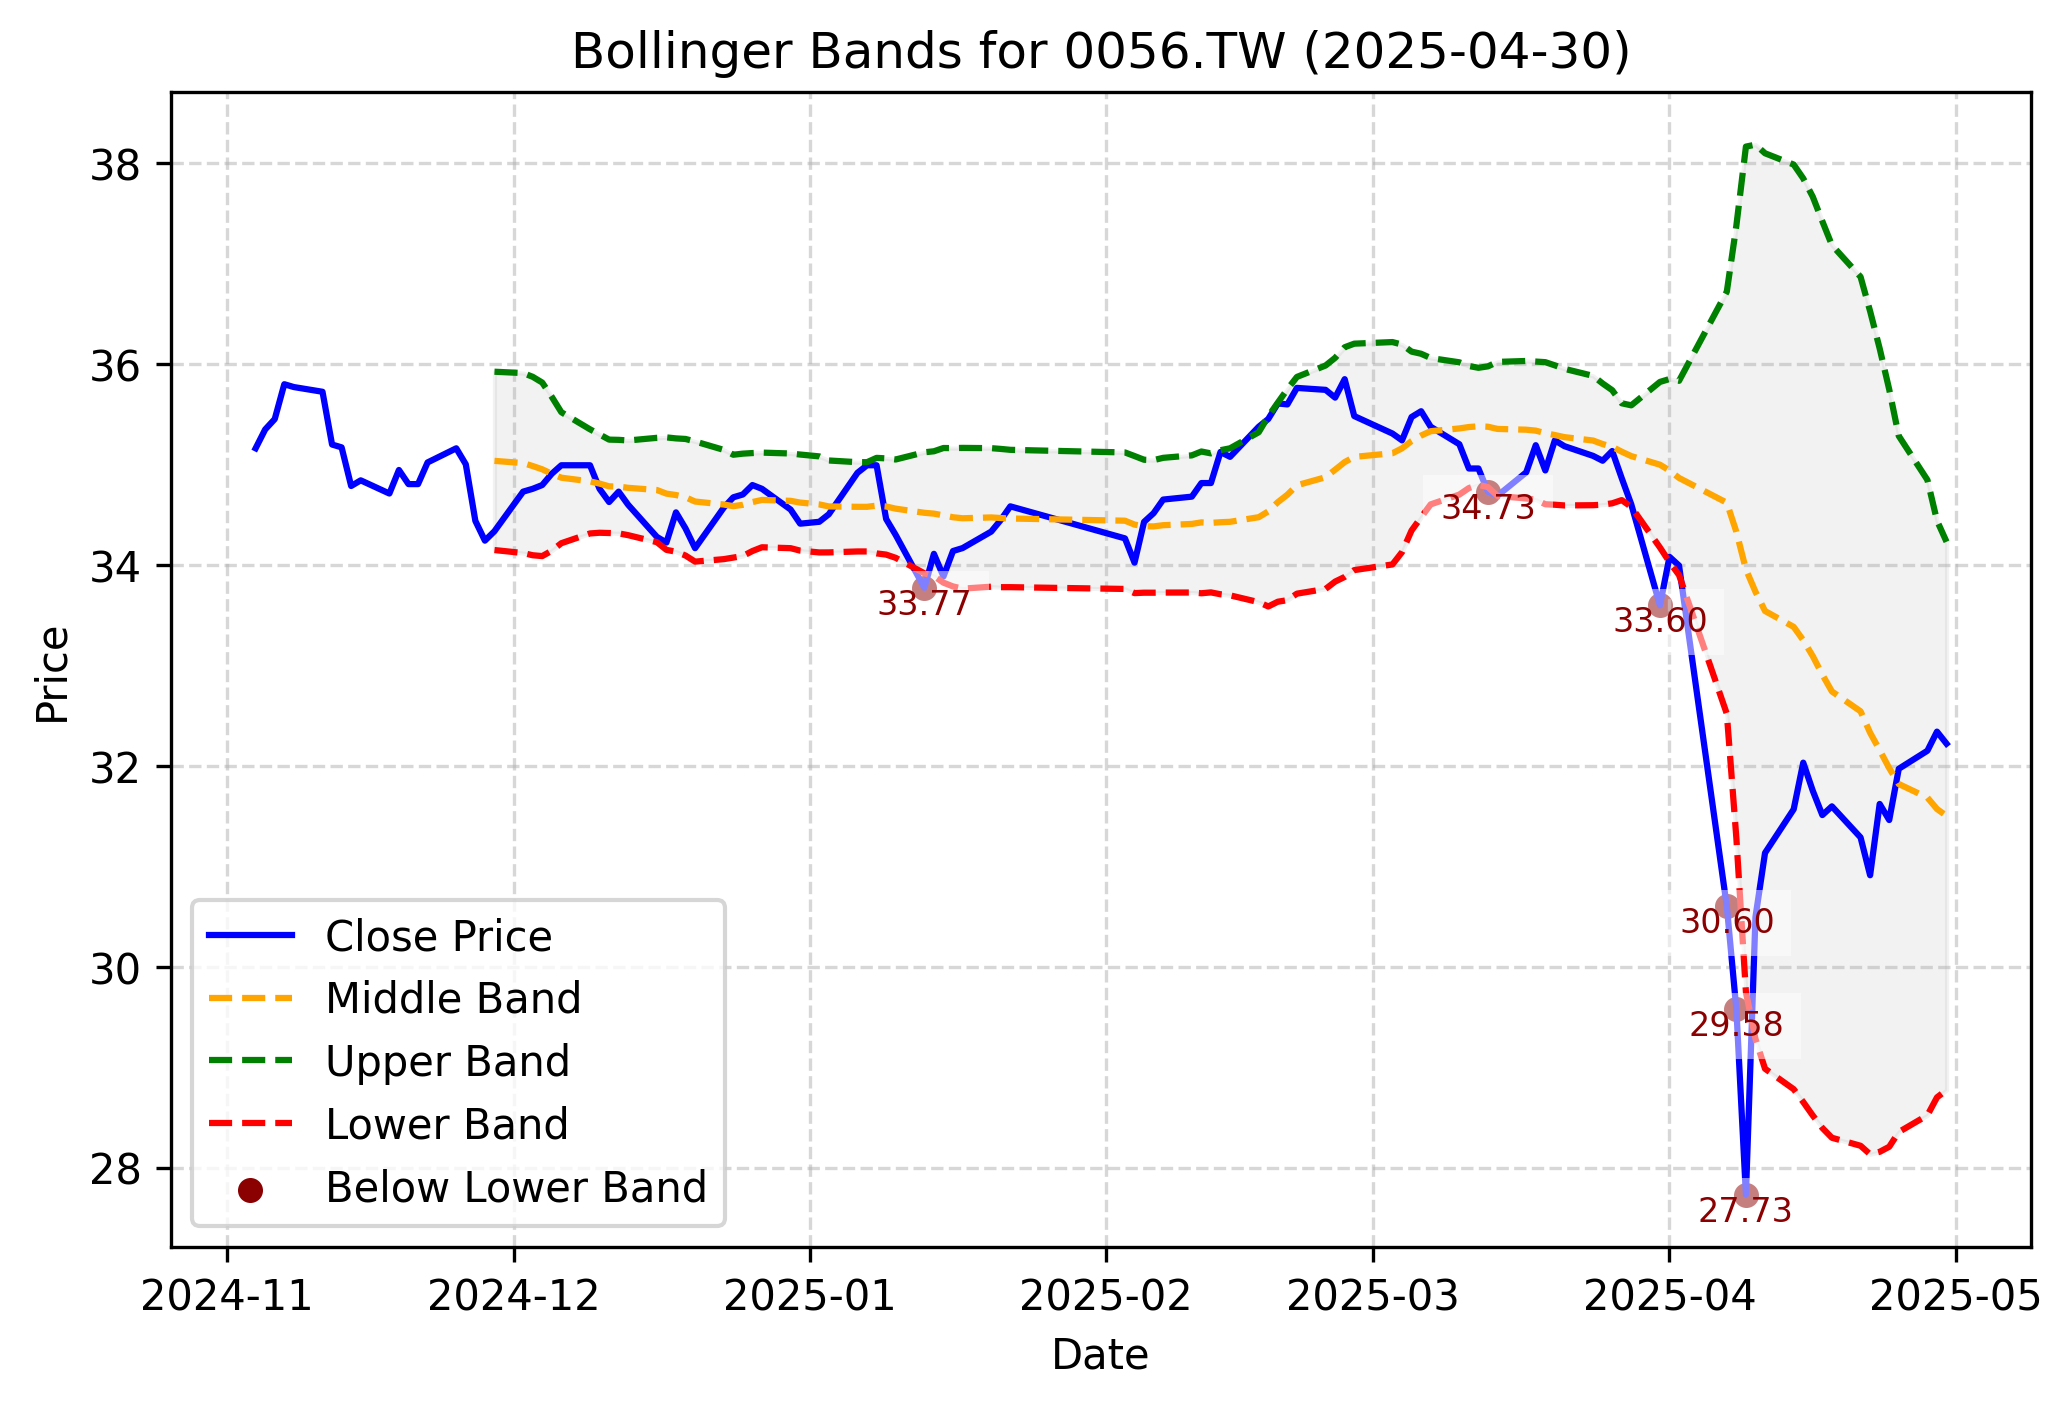 Bollinger Bands for 0056.TW (2025-04-30)
38
36
34
32
30
28
Price
34.73
33.77
33.60
30.60
29.58
27.73
Close Price
Middle Band
Upper Band
Lower Band
Below Lower Band
2024-11 2024-12 2025-01 2025-02 2025-03 2025-04 2025-05
Date